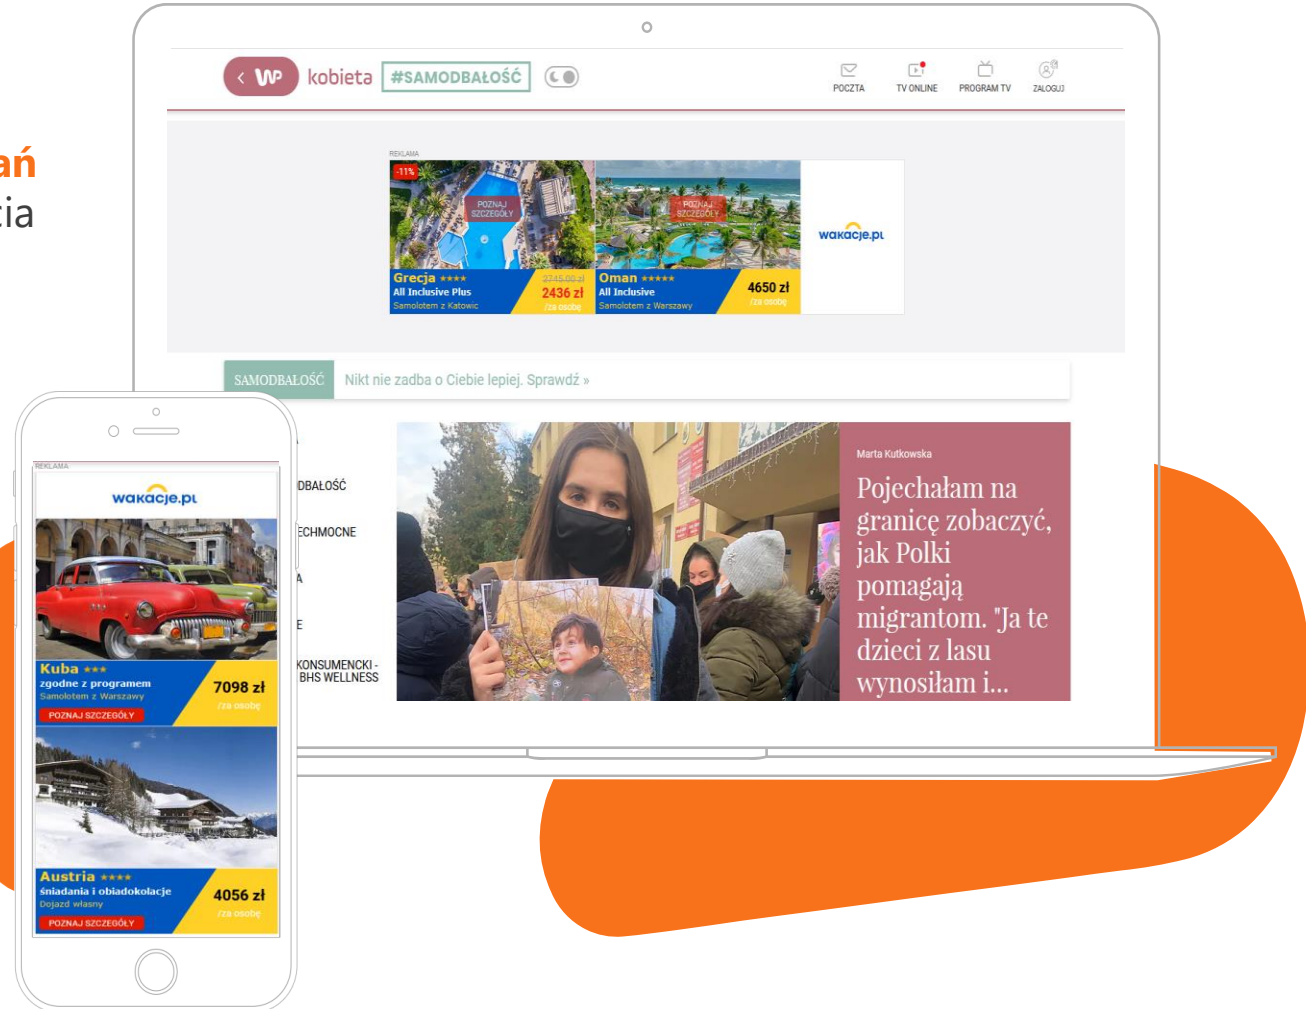 ań
cia
WP kobieta #SAMODBAŁOŚĆ
POCZTA
TV ONLINE
PROGRAM TV
ZALOGUJ
REKLAMA
-11%
POZNAJ
SZCZEGÓŁY
Grecja ****
All Inclusive Plus
Samolotem z Katowic
2745.00 zł
2436 zł
/za osobę
POZNAJ
SZCZEGÓŁY
Oman *****
All Inclusive
Samolotem z Warszawy
4650 zł
/za osobę
wakacje.pl
SAMODBAŁOŚĆ Nikt nie zadba o Ciebie lepiej. Sprawdź »
A
DBAŁOŚĆ
ECHMOCNE
A
E
KONSUMENCKI -
BHS WELLNESS
Marta Kutkowska
Pojechałam na
granicę zobaczyć,
jak Polki
pomagają
migrantom. "Ja te
dzieci z lasu
wynosiłam i...
REKLAMA
wakacje.pl
Kuba ***
zgodne z programem
Samolotem z Warszawy
7098 zł
/za osobę
POZNAJ SZCZEGÓŁY
Austria ****
śniadania i obiadokolacje
Dojazd własny
4056 zł
/za osobę
POZNAJ SZCZEGÓŁY